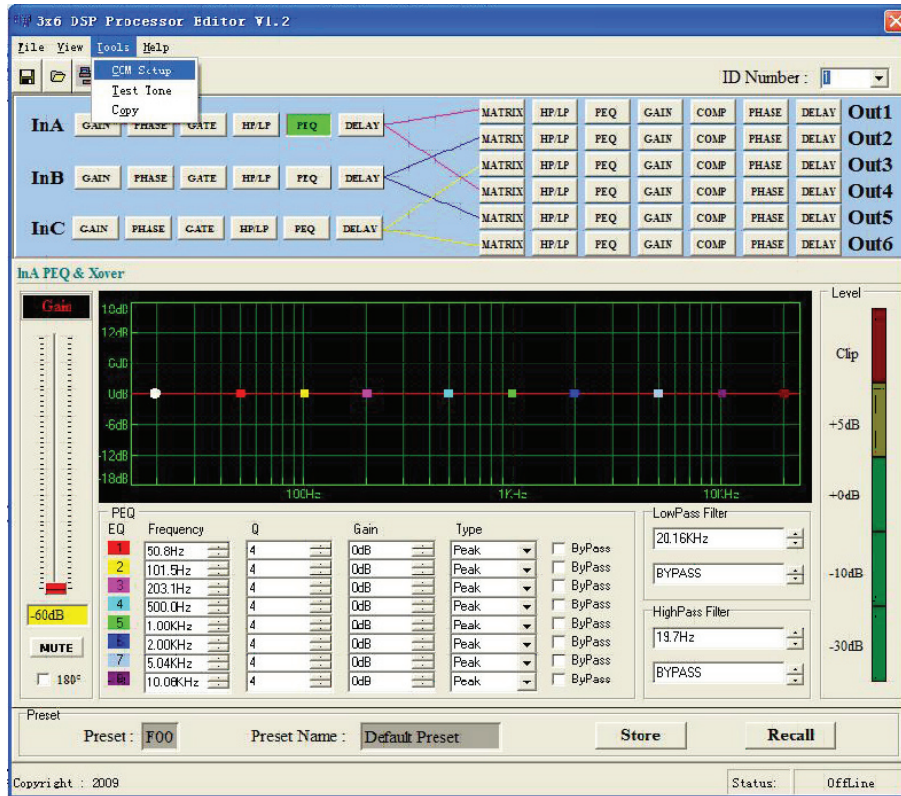 3x6 DSP Processor Editor V1.2
File View Tools Help
CCM Setup
Test Tone
Copy
ID Number : 1
InA GAIN PHASE GATE HP/LP PEQ DELAY
InB GAIN PHASE GATE HP/LP PEQ DELAY
InC GAIN PHASE GATE HP/LP PEQ DELAY
MATRIX HP/LP PEQ GAIN COMP PHASE DELAY Out1
MATRIX HP/LP PEQ GAIN COMP PHASE DELAY Out2
MATRIX HP/LP PEQ GAIN COMP PHASE DELAY Out3
MATRIX HP/LP PEQ GAIN COMP PHASE DELAY Out4
MATRIX HP/LP PEQ GAIN COMP PHASE DELAY Out5
MATRIX HP/LP PEQ GAIN COMP PHASE DELAY Out6
InA PEQ & Xover
Gain
-60dB
MUTE
180°
18dB
12dB
6dB
0dB
-6dB
-12dB
-18dB
100Hz 1KHz 10KHz
Level
Clip
+5dB
+0dB
-10dB
-30dB
PEQ
EQ Frequency Q Gain Type
1 50.8Hz 4 0dB Peak ByPass
2 101.5Hz 4 0dB Peak ByPass
3 203.1Hz 4 0dB Peak ByPass
4 500.0Hz 4 0dB Peak ByPass
5 1.00KHz 4 0dB Peak ByPass
6 2.00KHz 4 0dB Peak ByPass
7 5.04KHz 4 0dB Peak ByPass
8 10.08KHz 4 0dB Peak ByPass
LowPass Filter
20.16KHz
BYPASS
HighPass Filter
19.7Hz
BYPASS
Preset
Preset : F00 Preset Name : Default Preset Store Recall
Copyright : 2009 Status: OffLine